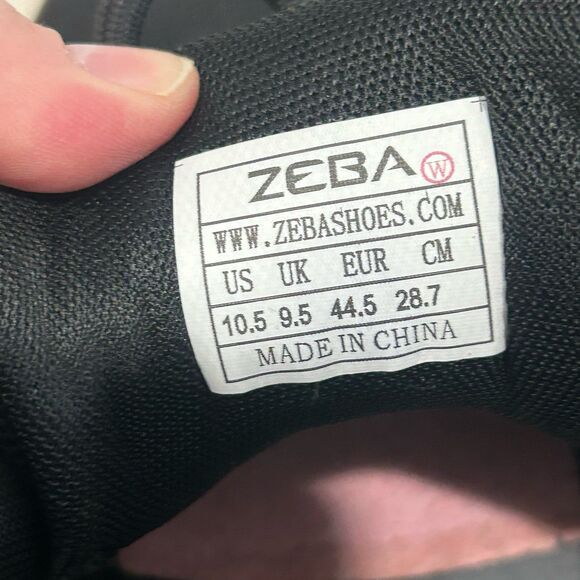 ZEBA W
WWW.ZEBASHOES.COM
US UK EUR CM
10.5 9.5 44.5 28.7
MADE IN CHINA